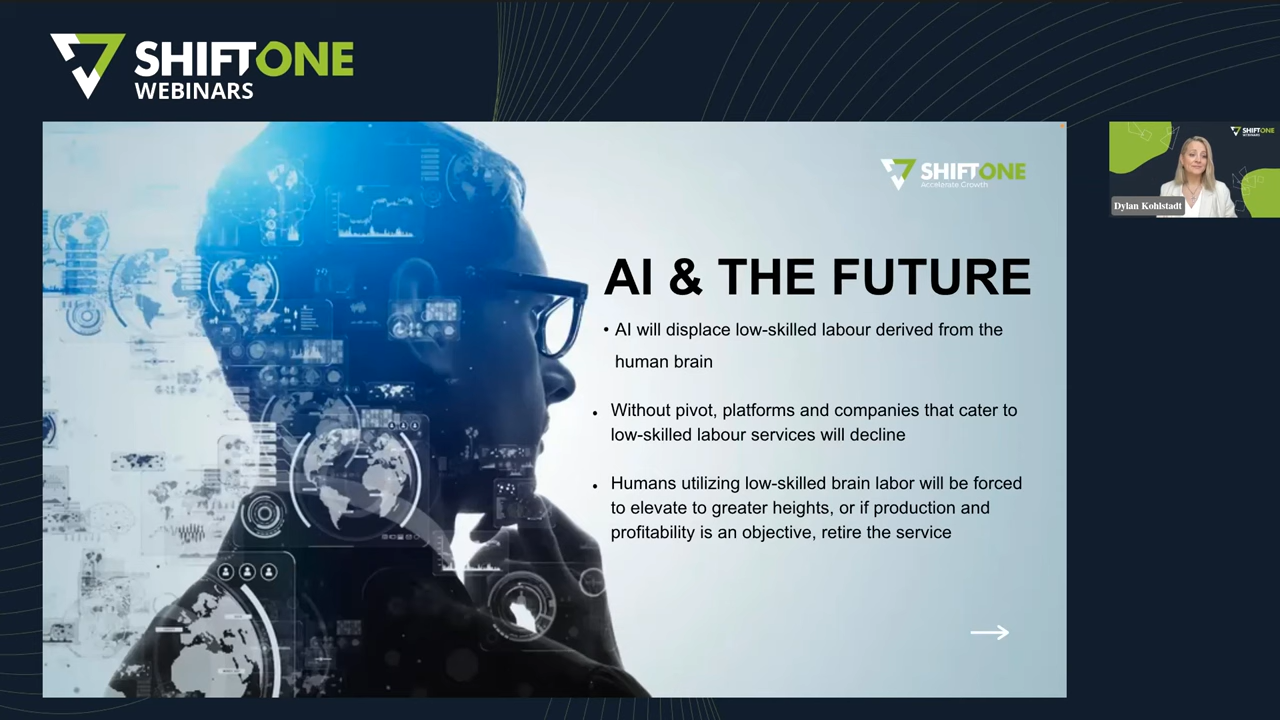 SHIFTONE
WEBINARS
SHIFTONE
WEBINARS
Dylan Kohlstadt
SHIFTONE
Accelerate Growth
AI & THE FUTURE
• AI will displace low-skilled labour derived from the
human brain
• Without pivot, platforms and companies that cater to
low-skilled labour services will decline
• Humans utilizing low-skilled brain labor will be forced
to elevate to greater heights, or if production and
profitability is an objective, retire the service